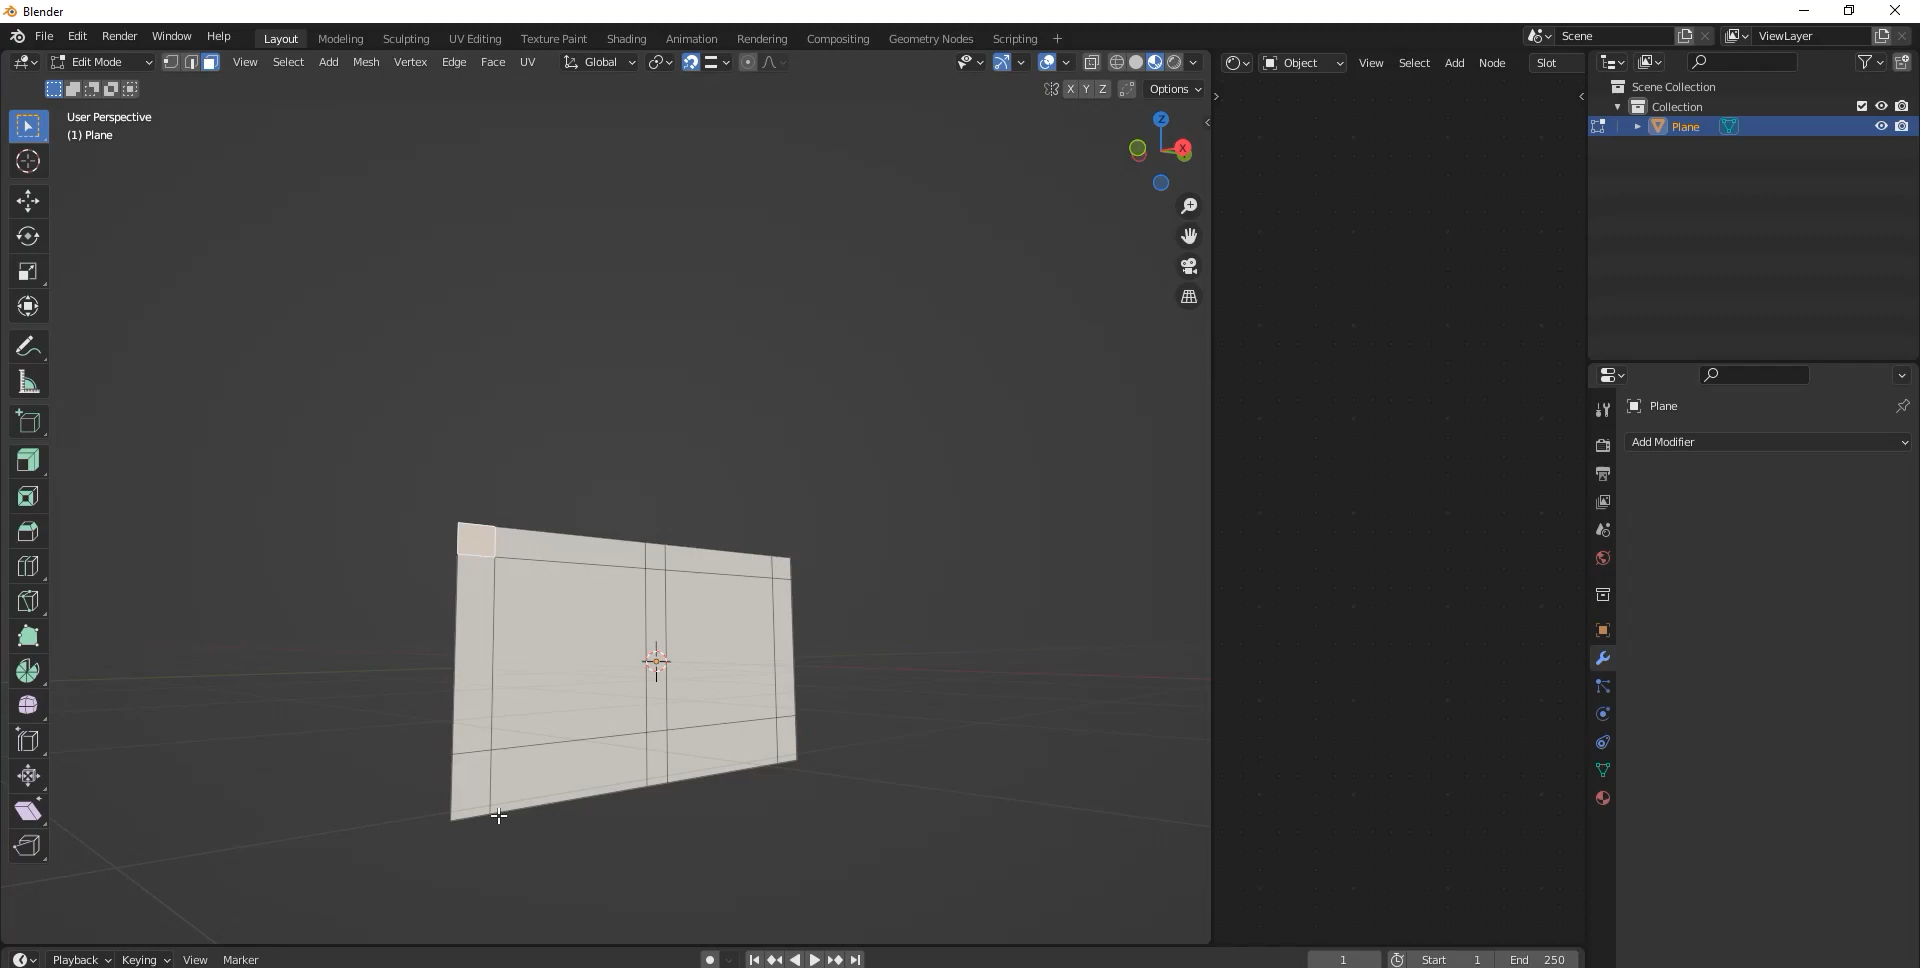 Blender
File Edit Render Window Help Layout Modeling Sculpting UV Editing Texture Paint Shading Animation Rendering Compositing Geometry Nodes Scripting + Scene ViewLayer
Edit Mode View Select Add Mesh Vertex Edge Face UV Global Object View Select Add Node Slot
X Y Z Options
User Perspective
(1) Plane
Z
X
Scene Collection
Collection
Plane
Plane
Add Modifier
Playback Keying View Marker 1 Start 1 End 250